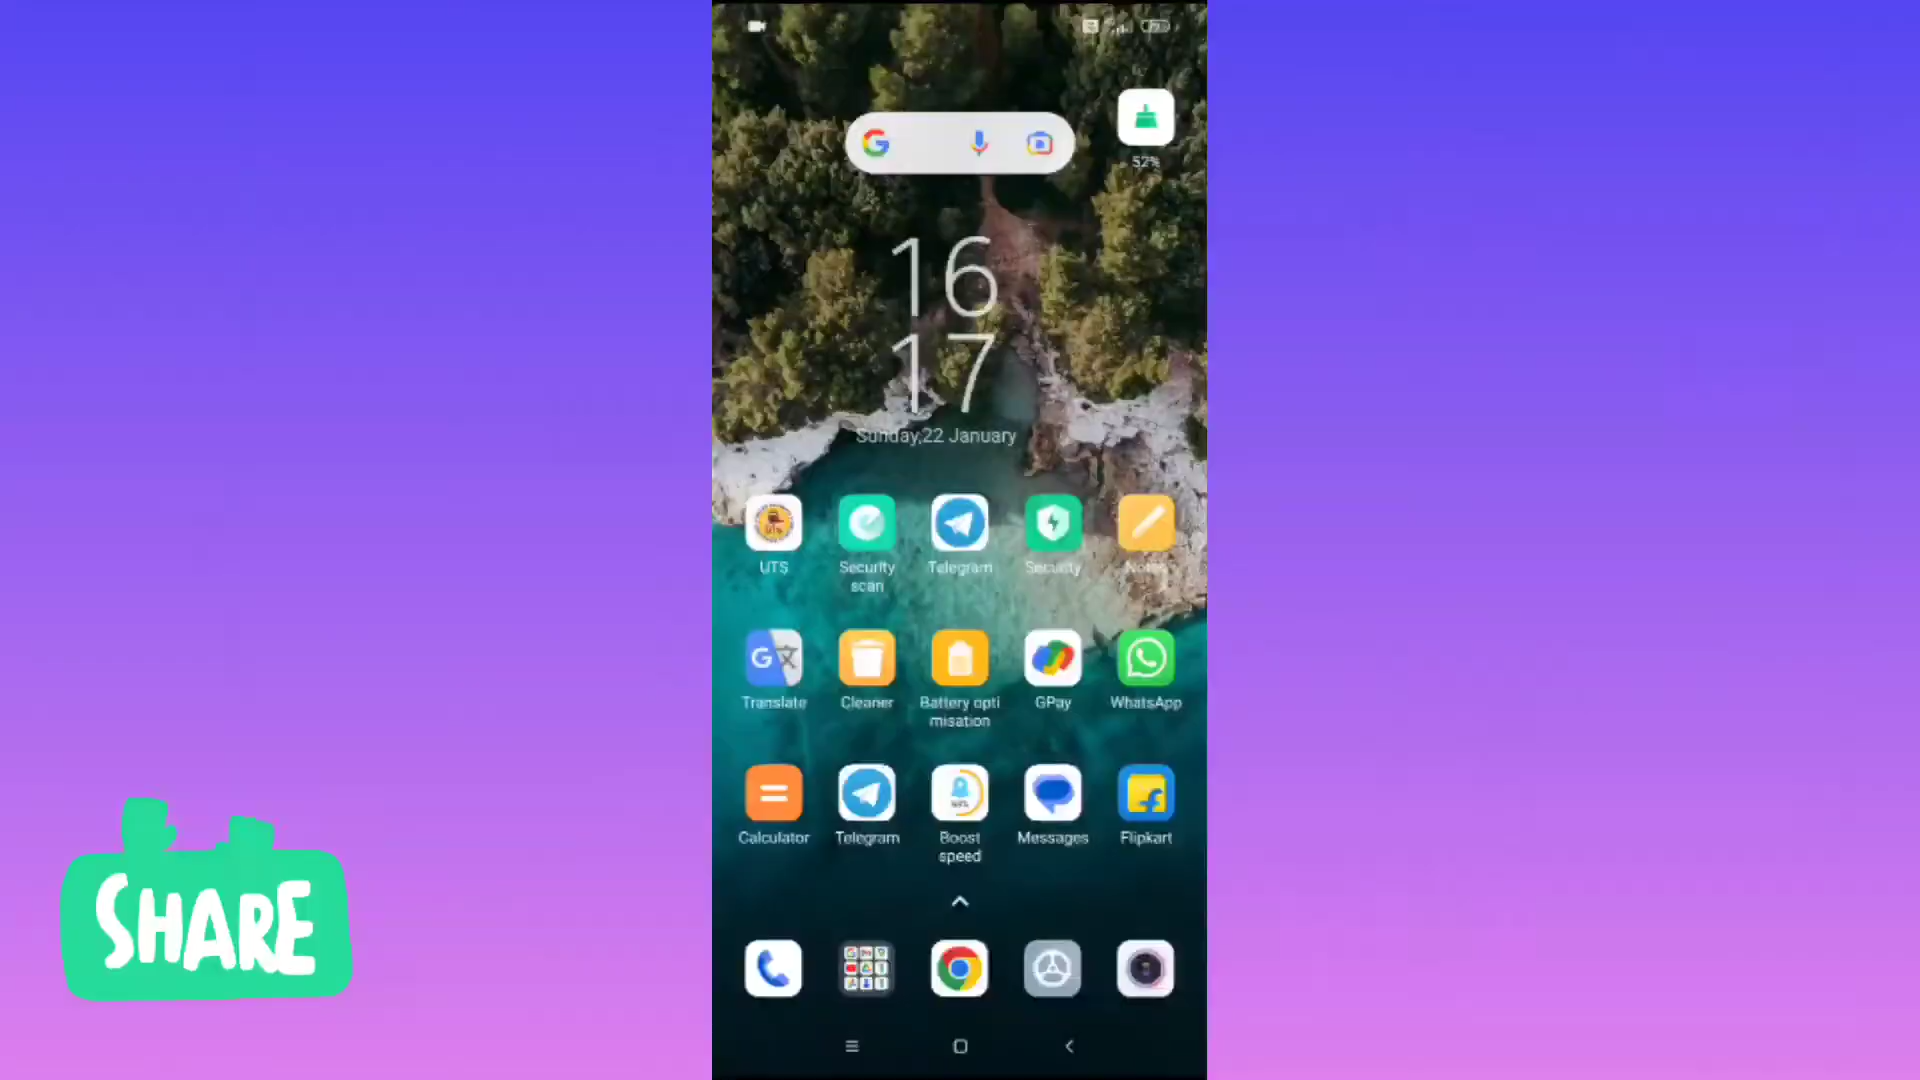 52%
16
17
Sunday,22 January
UTS
Security
scan
Telegram
Security
Notes
Translate
Cleaner
Battery opti
misation
GPay
WhatsApp
Calculator
Telegram
Boost
speed
Messages
Flipkart
SHARE